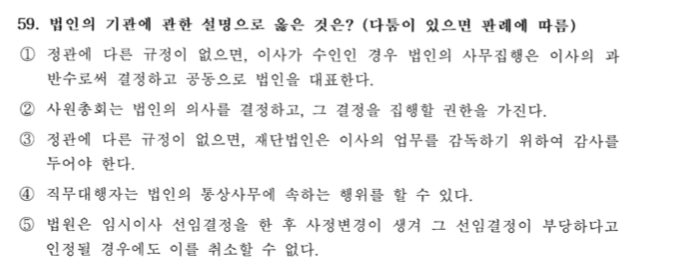 59. 법인의 기관에 관한 설명으로 옳은 것은? (다툼이 있으면 판례에 따름)
① 정관에 다른 규정이 없으면, 이사가 수인인 경우 법인의 사무집행은 이사의 과
반수로써 결정하고 공동으로 법인을 대표한다.
② 사원총회는 법인의 의사를 결정하고, 그 결정을 집행할 권한을 가진다.
③ 정관에 다른 규정이 없으면, 재단법인은 이사의 업무를 감독하기 위하여 감사를
두어야 한다.
④ 직무대행자는 법인의 통상사무에 속하는 행위를 할 수 있다.
⑤ 법원은 임시이사 선임결정을 한 후 사정변경이 생겨 그 선임결정이 부당하다고
인정될 경우에도 이를 취소할 수 없다.